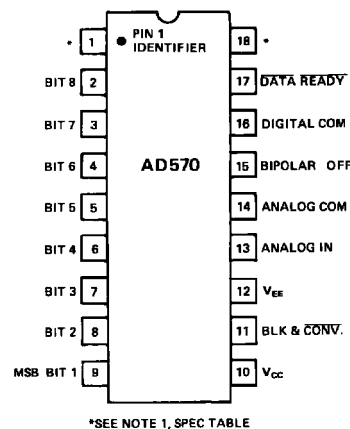 * 1 PIN 1 18 *
IDENTIFIER
BIT 8 2 17 DATA READY
BIT 7 3 16 DIGITAL COM
BIT 6 4 AD570 15 BIPOLAR OFF
BIT 5 5 14 ANALOG COM
BIT 4 6 13 ANALOG IN
BIT 3 7 12 VEE
BIT 2 8 11 BLK & CONV.
MSB BIT 1 9 10 VCC
*SEE NOTE 1, SPEC TABLE